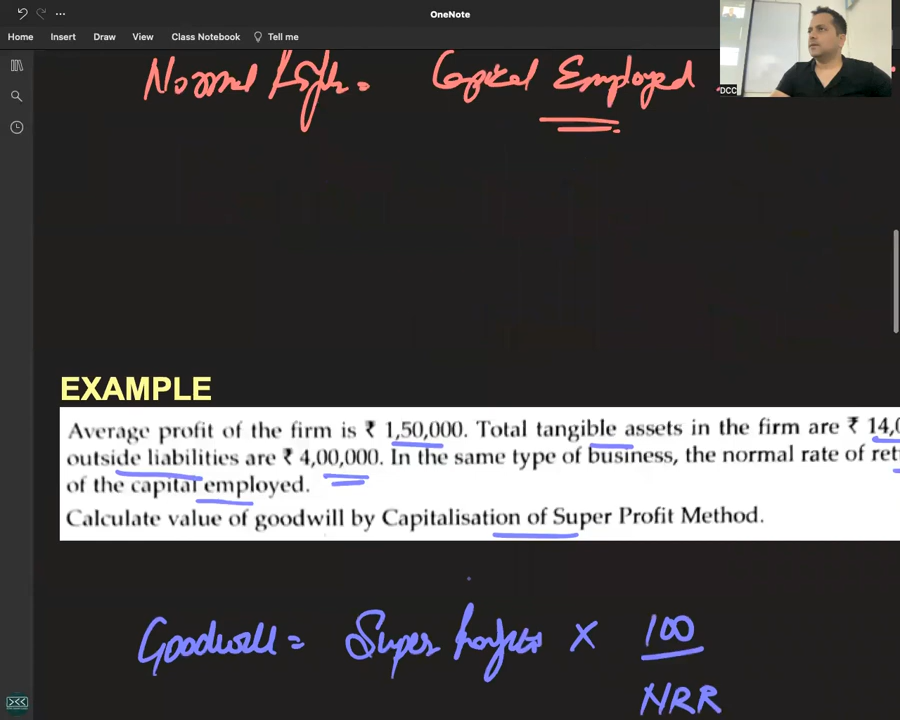 OneNote
Home Insert Draw View Class Notebook Tell me
DCC
Normal Profit = Capital Employed
EXAMPLE
Average profit of the firm is ₹ 1,50,000. Total tangible assets in the firm are ₹ 14,0
outside liabilities are ₹ 4,00,000. In the same type of business, the normal rate of ret
of the capital employed.
Calculate value of goodwill by Capitalisation of Super Profit Method.
Goodwill = Super Profits × 100
NRR